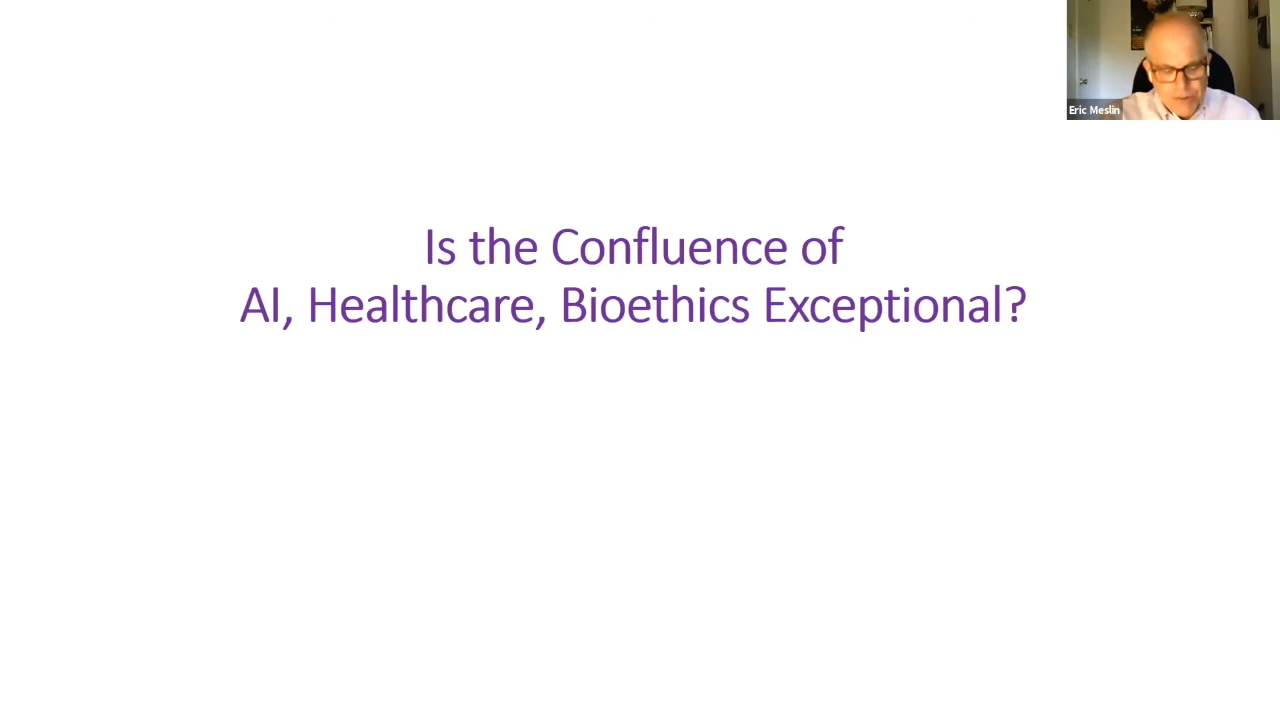 Eric Meslin
Is the Confluence of
AI, Healthcare, Bioethics Exceptional?